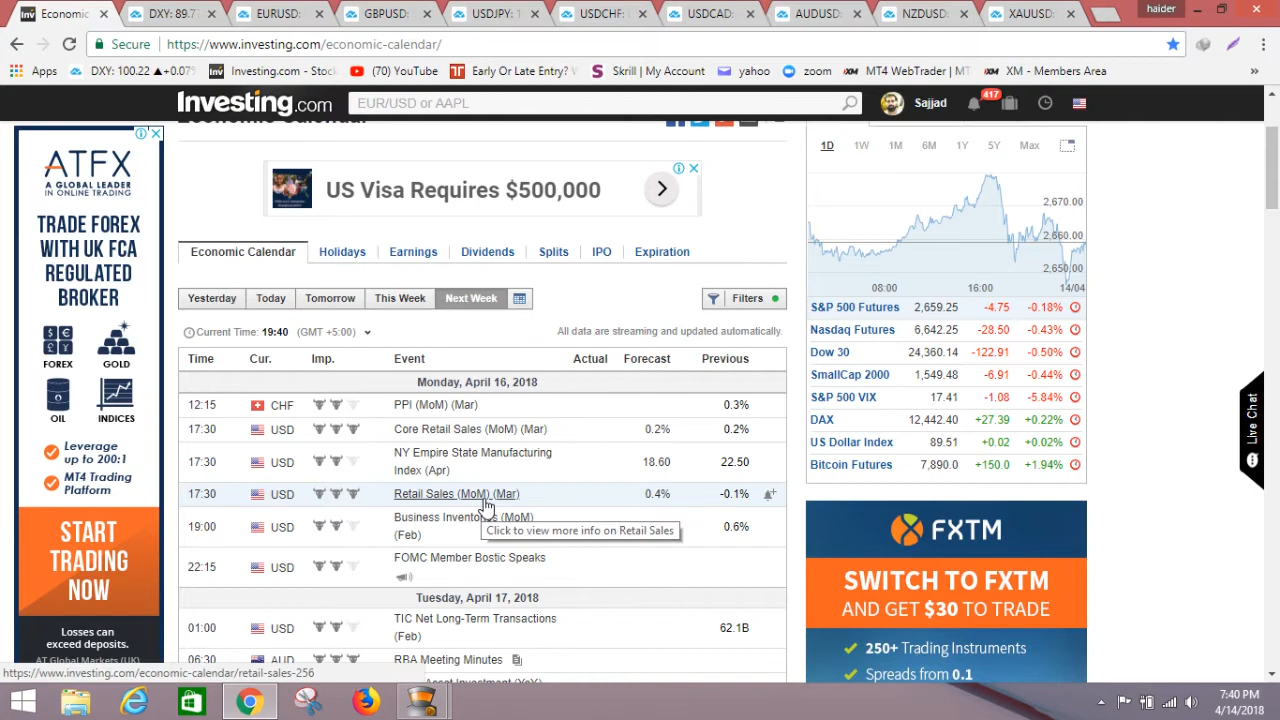 Economic
DXY: 89.7
EURUSD:
GBPUSD:
USDJPY:
USDCHF:
USDCA
AUDUSD:
NZDUSD:
XAUUSD:
haider
Secure
https://www.investing.com/economic-calendar/
Apps
DXY: 100.22 ▲+0.07
Investing.com - Stock
(70) YouTube
Early Or Late Entry?
Skrill | My Account
yahoo
zoom
MT4 WebTrader | MT
XM - Members Area
Investing.com
EUR/USD or AAPL
Sajjad
417
Economic Calendar
ATFX
A GLOBAL LEADER
IN ONLINE TRADING
TRADE FOREX
WITH UK FCA
REGULATED
BROKER
FOREX
GOLD
OIL
INDICES
Leverage
up to 200:1
MT4 Trading
Platform
START
TRADING
NOW
Losses can
exceed deposits.
AT Global Markets (UK)
US Visa Requires $500,000
Economic Calendar
Holidays
Earnings
Dividends
Splits
IPO
Expiration
Yesterday
Today
Tomorrow
This Week
Next Week
Filters
Current Time: 19:40 (GMT +5:00)
All data are streaming and updated automatically.
Time Cur. Imp. Event Actual Forecast Previous
Monday, April 16, 2018
12:15 CHF PPI (MoM) (Mar) 0.3%
17:30 USD Core Retail Sales (MoM) (Mar) 0.2% 0.2%
17:30 USD NY Empire State Manufacturing 18.60 22.50
Index (Apr)
17:30 USD Retail Sales (MoM) (Mar) 0.4% -0.1%
19:00 USD Business Inventories (MoM) 0.6%
(Feb)
Click to view more info on Retail Sales
22:15 USD FOMC Member Bostic Speaks
Tuesday, April 17, 2018
01:00 USD TIC Net Long-Term Transactions 62.1B
(Feb)
06:30 AUD RBA Meeting Minutes
https://www.investing.com/economic-calendar/retail-sales-256
1D 1W 1M 6M 1Y 5Y Max
2,670.00
2,660.00
2,650.00
08:00 16:00 14/04
S&P 500 Futures 2,659.25 -4.75 -0.18%
Nasdaq Futures 6,642.25 -28.50 -0.43%
Dow 30 24,360.14 -122.91 -0.50%
SmallCap 2000 1,549.48 -6.91 -0.44%
S&P 500 VIX 17.41 -1.08 -5.84%
DAX 12,442.40 +27.39 +0.22%
US Dollar Index 89.51 +0.02 +0.02%
Bitcoin Futures 7,890.0 +150.0 +1.94%
Live Chat
FXTM
SWITCH TO FXTM
AND GET $30 TO TRADE
250+ Trading Instruments
Spreads from 0.1
7:40 PM
4/14/2018